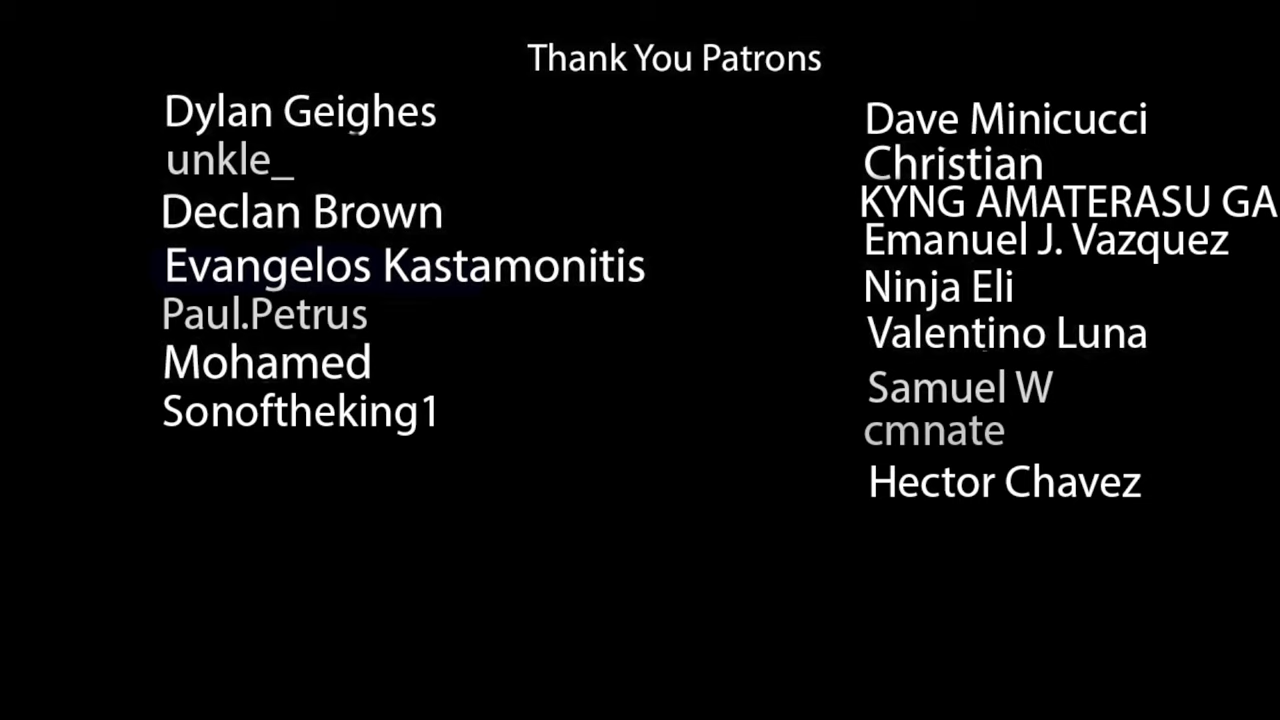 Thank You Patrons
Dylan Geighes
unkle_
Declan Brown
Evangelos Kastamonitis
Paul.Petrus
Mohamed
Sonoftheking1
Dave Minicucci
Christian
KYNG AMATERASU GA
Emanuel J. Vazquez
Ninja Eli
Valentino Luna
Samuel W
cmnate
Hector Chavez